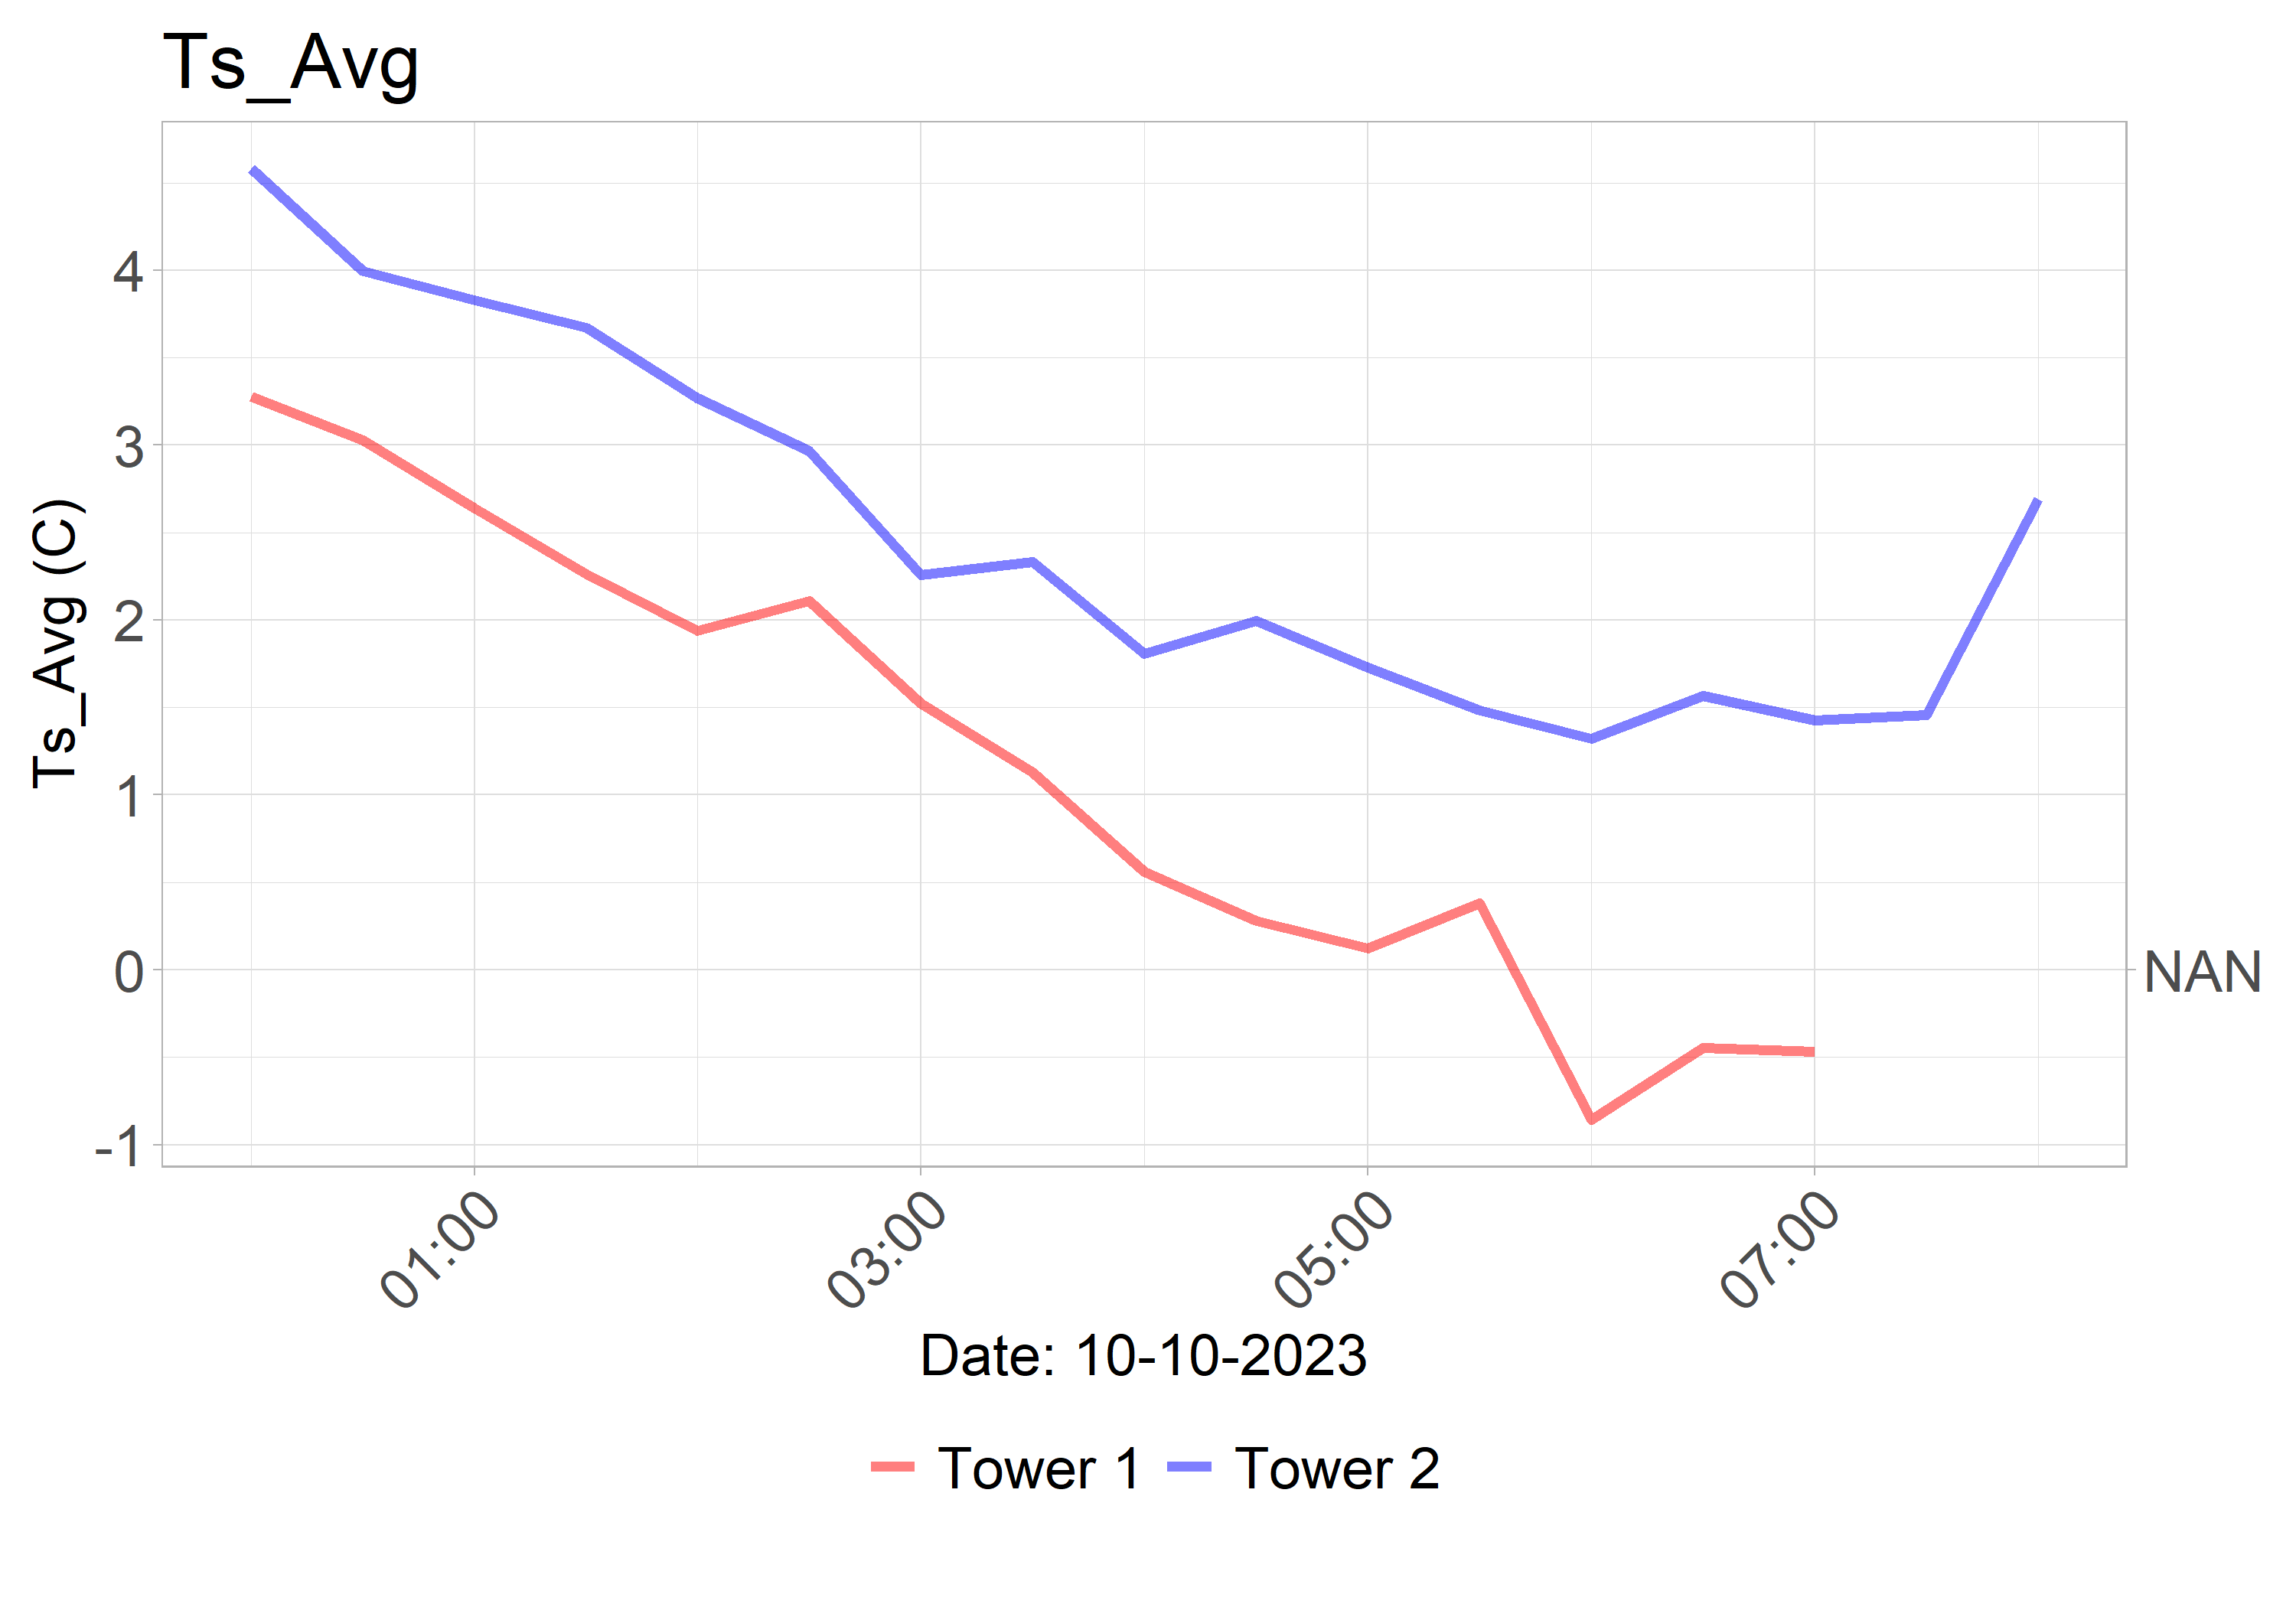 Ts_Avg
Ts_Avg (C)
4
3
2
1
0
-1
NAN
01:00
03:00
05:00
07:00
Date: 10-10-2023
Tower 1
Tower 2